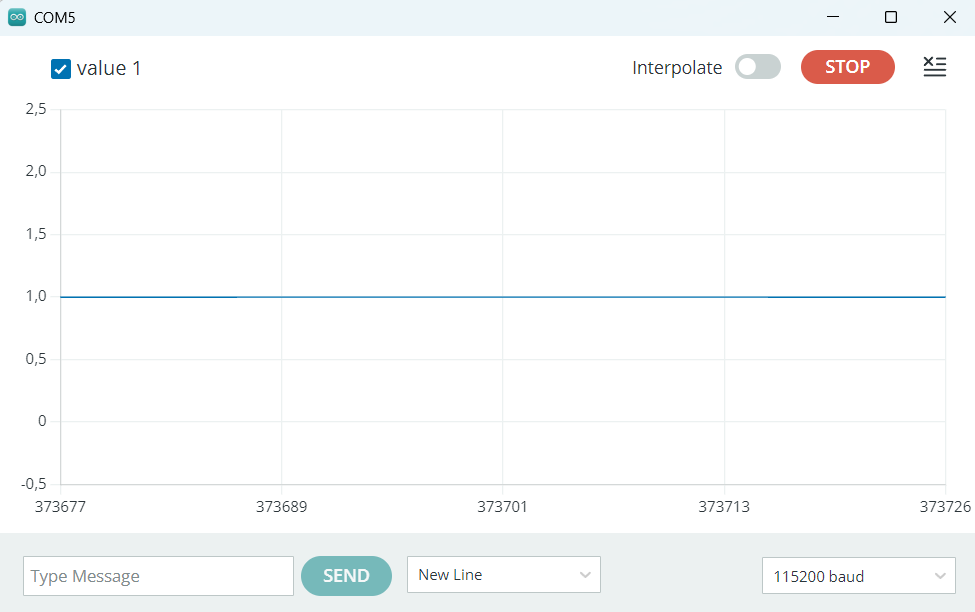 COM5
value 1
Interpolate
STOP
2,5
2,0
1,5
1,0
0,5
0
-0,5
373677 373689 373701 373713 373726
Type Message
SEND
New Line
115200 baud